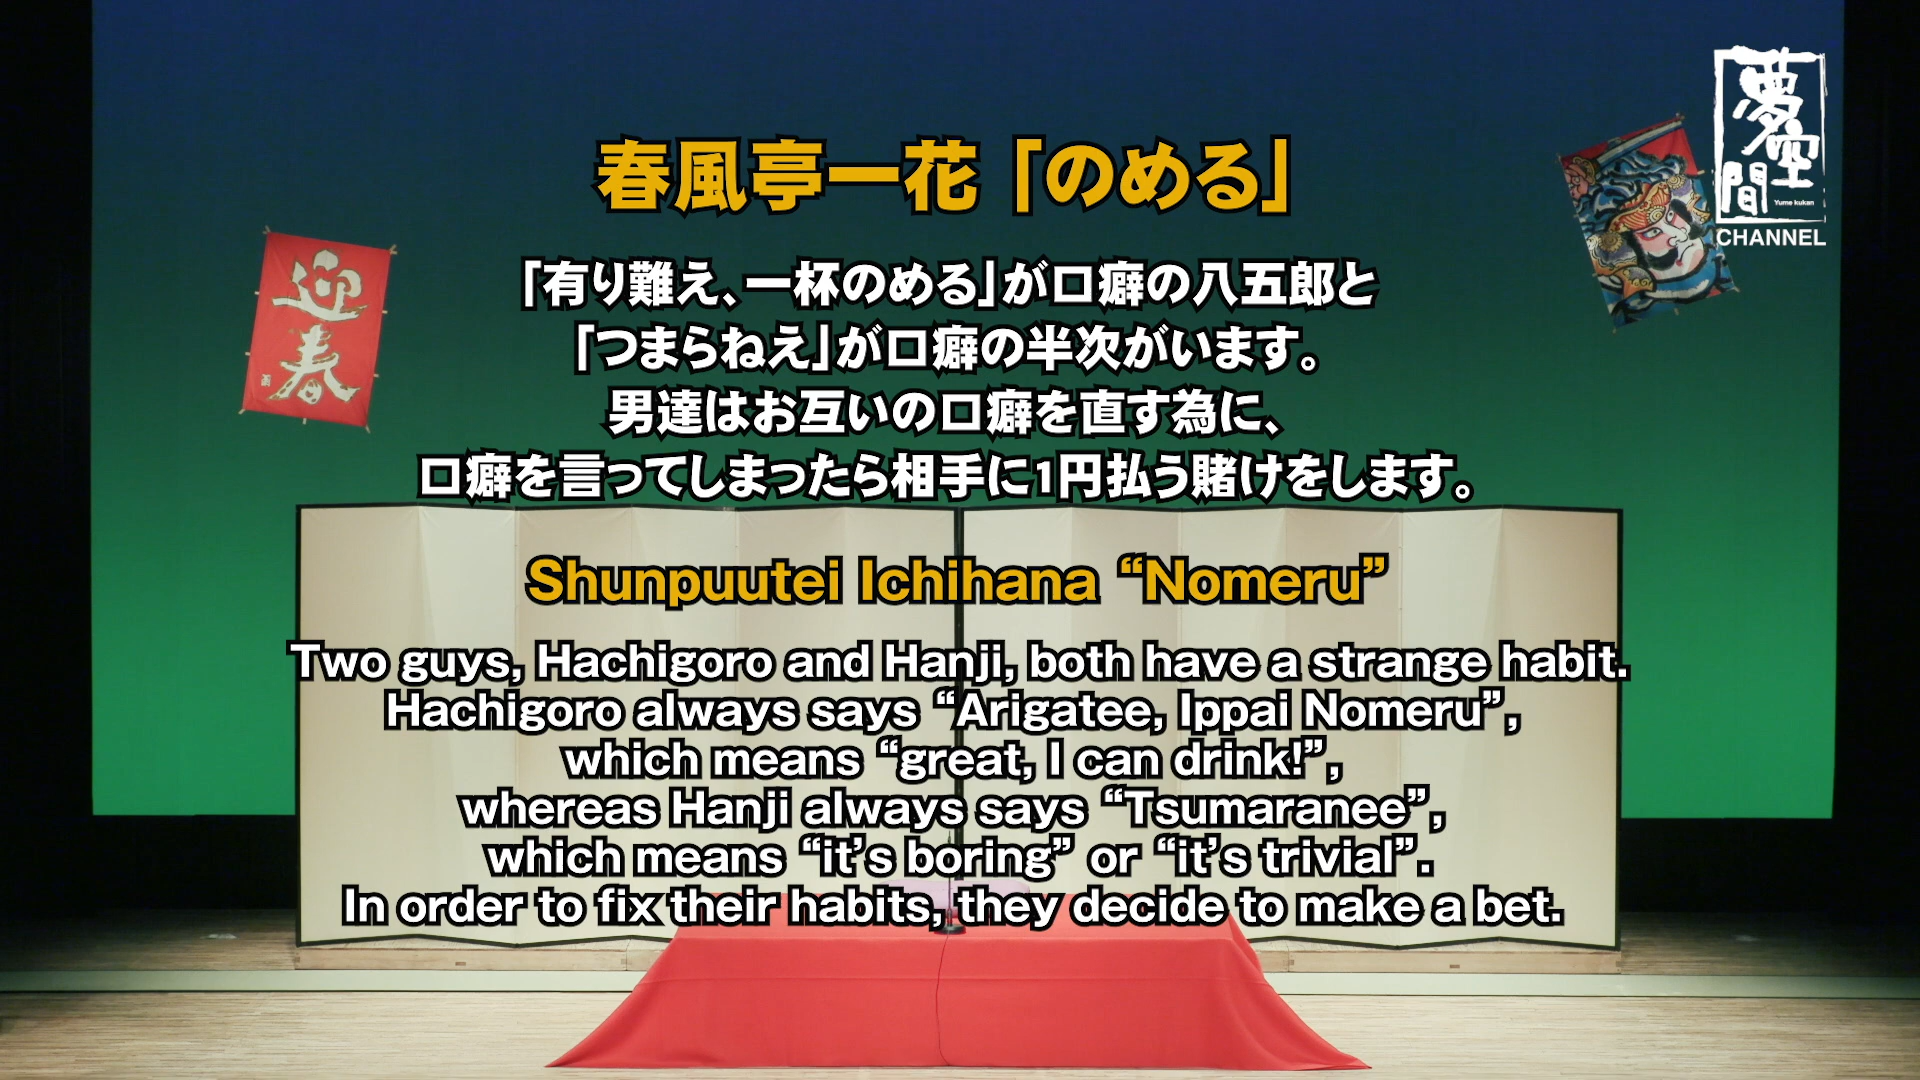 夢空間
Yume kukan
CHANNEL
迎春
春風亭一花「のめる」
「有り難え、一杯のめる」が口癖の八五郎と
「つまらねえ」が口癖の半次がいます。
男達はお互いの口癖を直す為に、
口癖を言ってしまったら相手に1円払う賭けをします。
Shunpuutei Ichihana “Nomeru”
Two guys, Hachigoro and Hanji, both have a strange habit.
Hachigoro always says “Arigatee, Ippai Nomeru”,
which means “great, I can drink!”,
whereas Hanji always says “Tsumaranee”,
which means “it’s boring” or “it’s trivial”.
In order to fix their habits, they decide to make a bet.